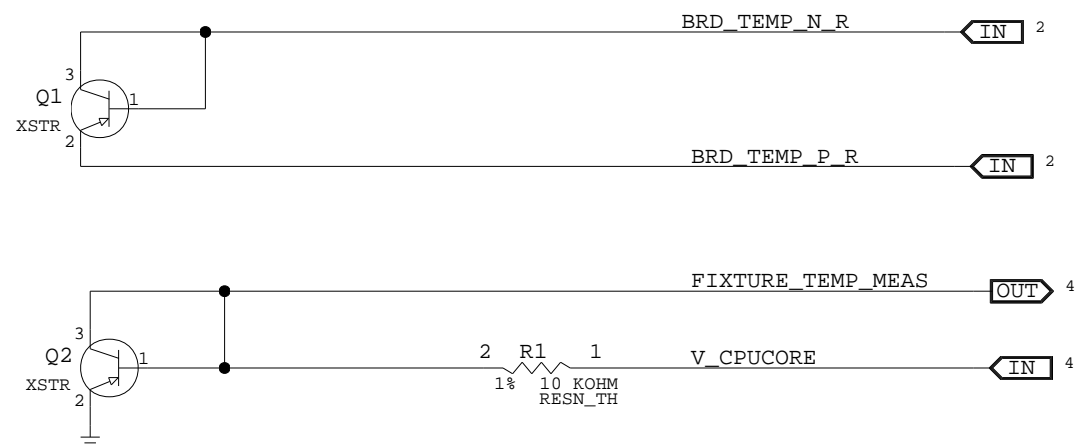 BRD_TEMP_N_R
IN 2
3
Q1
1
XSTR
2
BRD_TEMP_P_R
IN 2
FIXTURE_TEMP_MEAS
OUT 4
3
Q2
1
XSTR
2
2 R1 1
1% 10 KOHM
RESN_TH
V_CPUCORE
IN 4